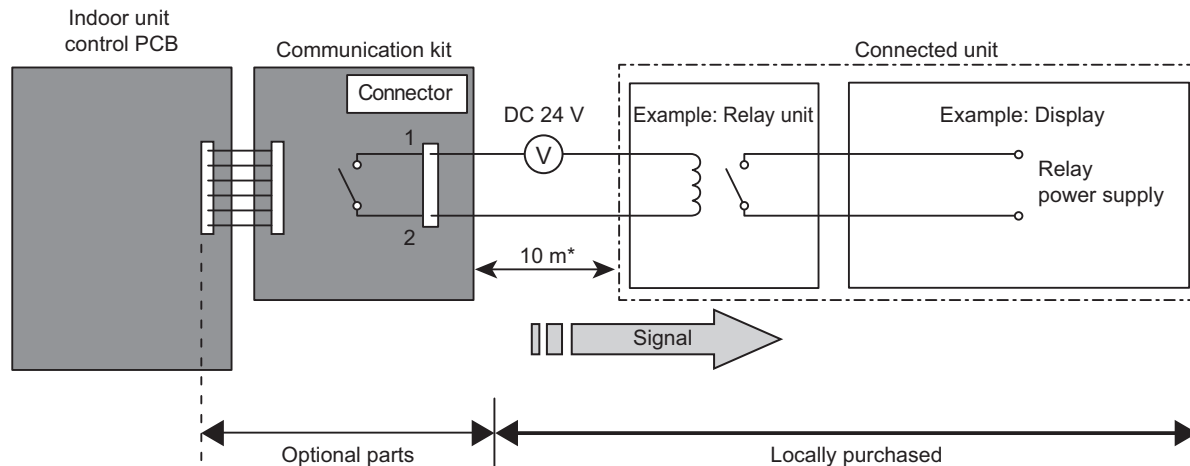 Indoor unit
control PCB
Communication kit
Connected unit
Connector
DC 24 V
Example: Relay unit
Example: Display
1
V
Relay
power supply
2
10 m*
Signal
Optional parts
Locally purchased